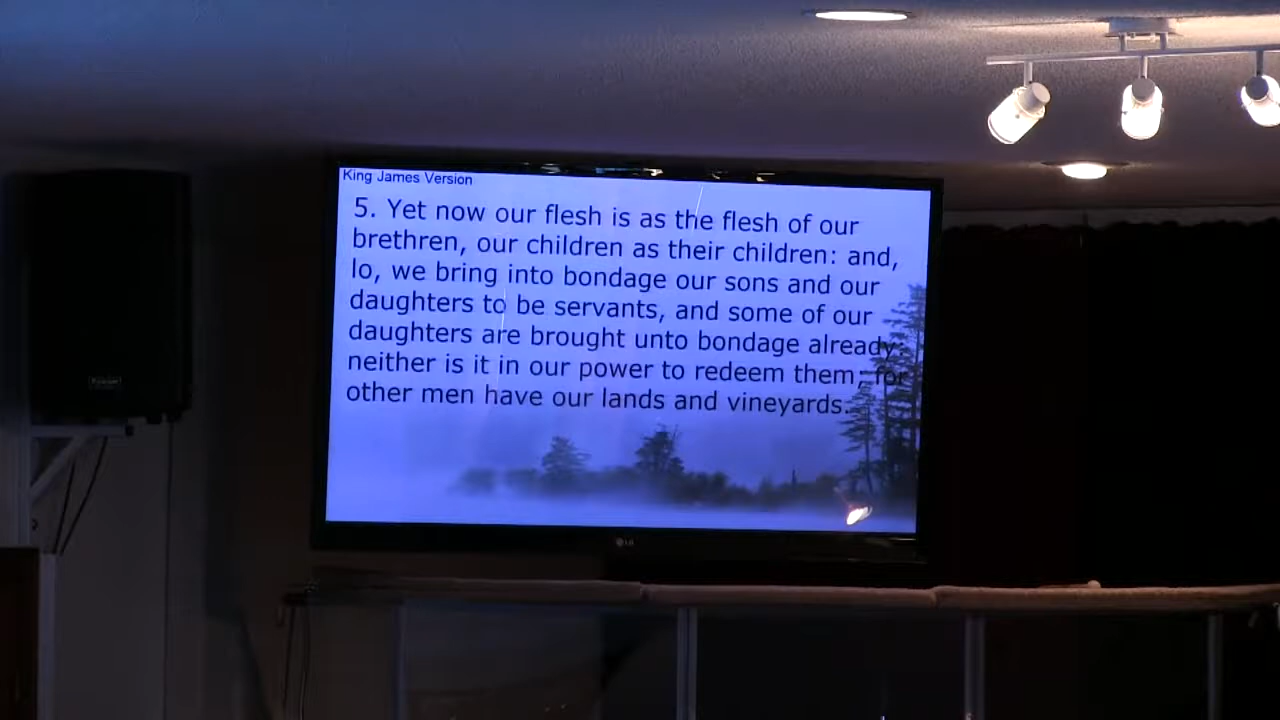 King James Version
5. Yet now our flesh is as the flesh of our
brethren, our children as their children: and,
lo, we bring into bondage our sons and our
daughters to be servants, and some of our
daughters are brought unto bondage already:
neither is it in our power to redeem them; for
other men have our lands and vineyards.
LG